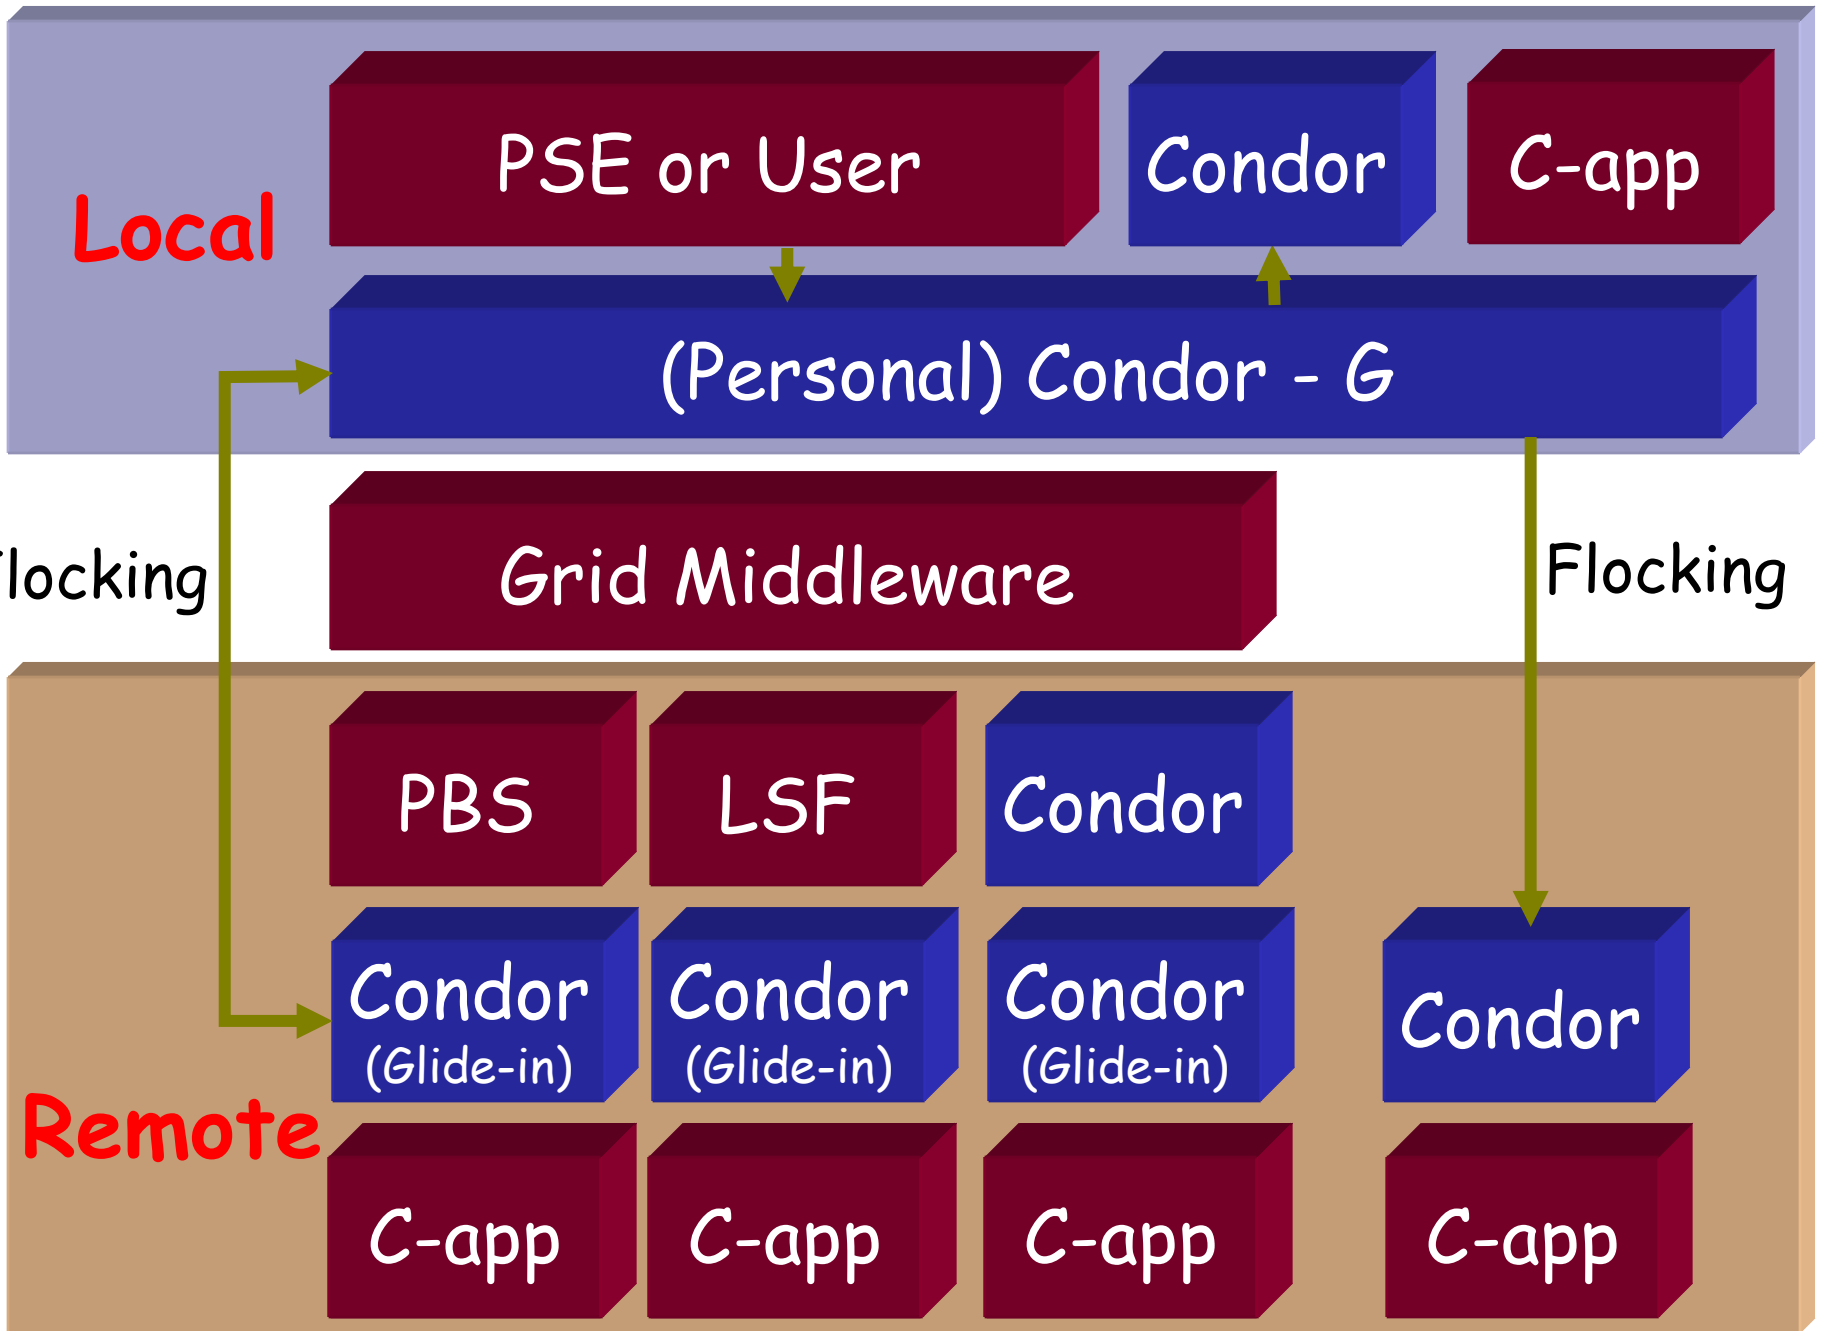 PSE or User
Condor
C-app
Local
(Personal) Condor - G
Flocking
Grid Middleware
Flocking
PBS
LSF
Condor
Condor
(Glide-in)
Condor
(Glide-in)
Condor
(Glide-in)
Condor
Remote
C-app
C-app
C-app
C-app